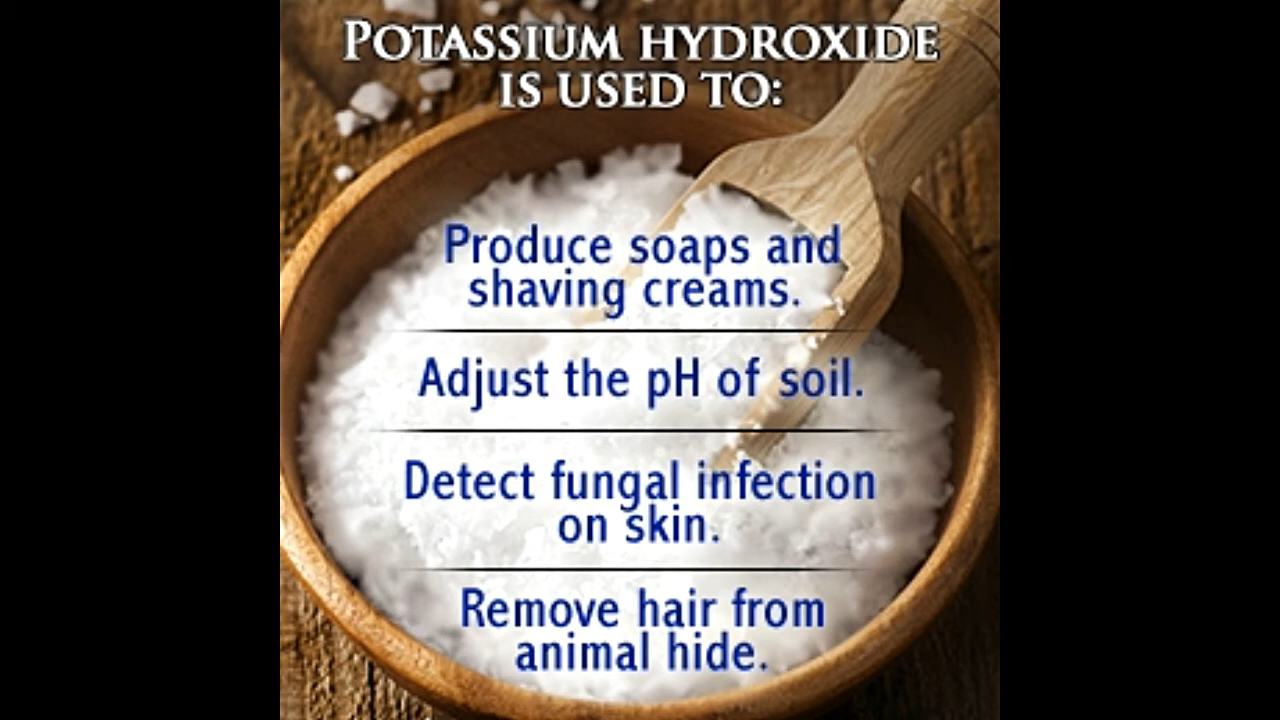 POTASSIUM HYDROXIDE
IS USED TO:
Produce soaps and
shaving creams.
Adjust the pH of soil.
Detect fungal infection
on skin.
Remove hair from
animal hide.